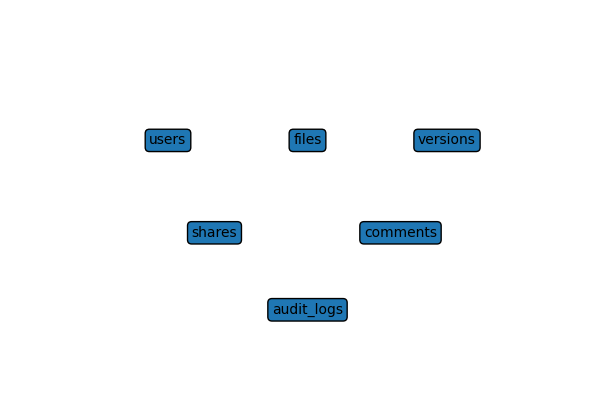 users
files
versions
shares
comments
audit_logs